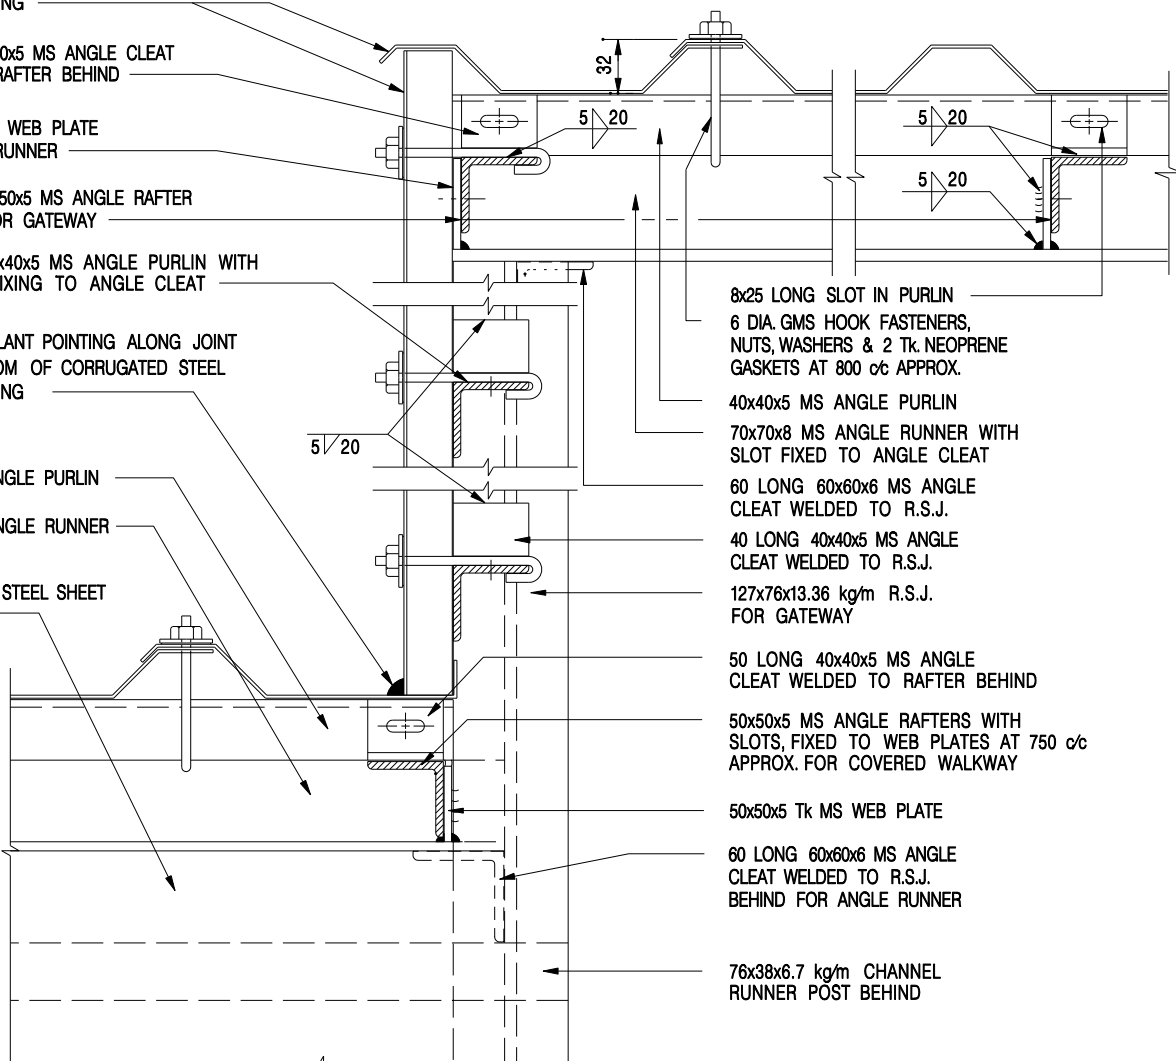 NG
0x5 MS ANGLE CLEAT
RAFTER BEHIND
WEB PLATE
RUNNER
50x5 MS ANGLE RAFTER
OR GATEWAY
x40x5 MS ANGLE PURLIN WITH
IXING TO ANGLE CLEAT
LANT POINTING ALONG JOINT
OM OF CORRUGATED STEEL
NG
NGLE PURLIN
NGLE RUNNER
STEEL SHEET
32
5 20
5 20
5 20
5 20
8x25 LONG SLOT IN PURLIN
6 DIA. GMS HOOK FASTENERS,
NUTS, WASHERS & 2 Tk. NEOPRENE
GASKETS AT 800 c/c APPROX.
40x40x5 MS ANGLE PURLIN
70x70x8 MS ANGLE RUNNER WITH
SLOT FIXED TO ANGLE CLEAT
60 LONG 60x60x6 MS ANGLE
CLEAT WELDED TO R.S.J.
40 LONG 40x40x5 MS ANGLE
CLEAT WELDED TO R.S.J.
127x76x13.36 kg/m R.S.J.
FOR GATEWAY
50 LONG 40x40x5 MS ANGLE
CLEAT WELDED TO RAFTER BEHIND
50x50x5 MS ANGLE RAFTERS WITH
SLOTS, FIXED TO WEB PLATES AT 750 c/c
APPROX. FOR COVERED WALKWAY
50x50x5 Tk MS WEB PLATE
60 LONG 60x60x6 MS ANGLE
CLEAT WELDED TO R.S.J.
BEHIND FOR ANGLE RUNNER
76x38x6.7 kg/m CHANNEL
RUNNER POST BEHIND